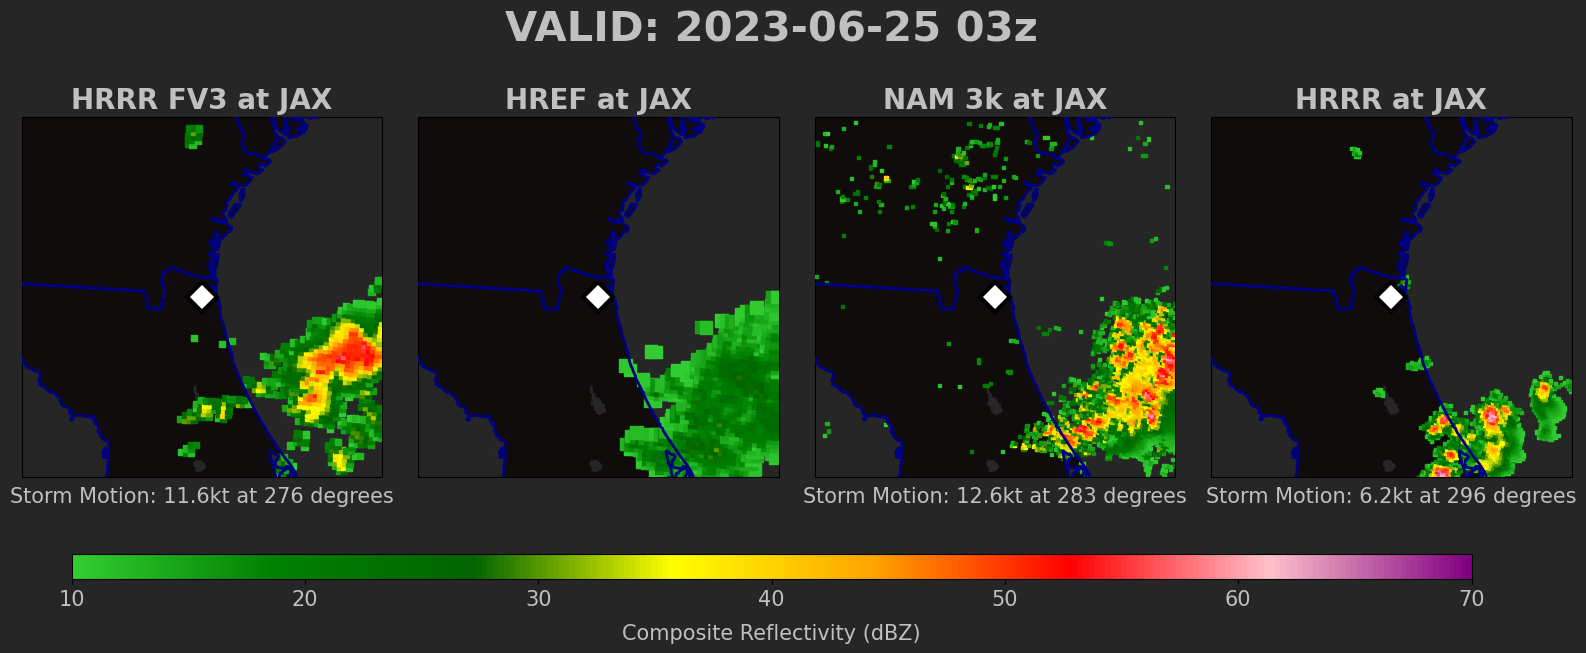 VALID: 2023-06-25 03z
HRRR FV3 at JAX
HREF at JAX
NAM 3k at JAX
HRRR at JAX
Storm Motion: 11.6kt at 276 degrees
Storm Motion: 12.6kt at 283 degrees
Storm Motion: 6.2kt at 296 degrees
10 20 30 40 50 60 70
Composite Reflectivity (dBZ)